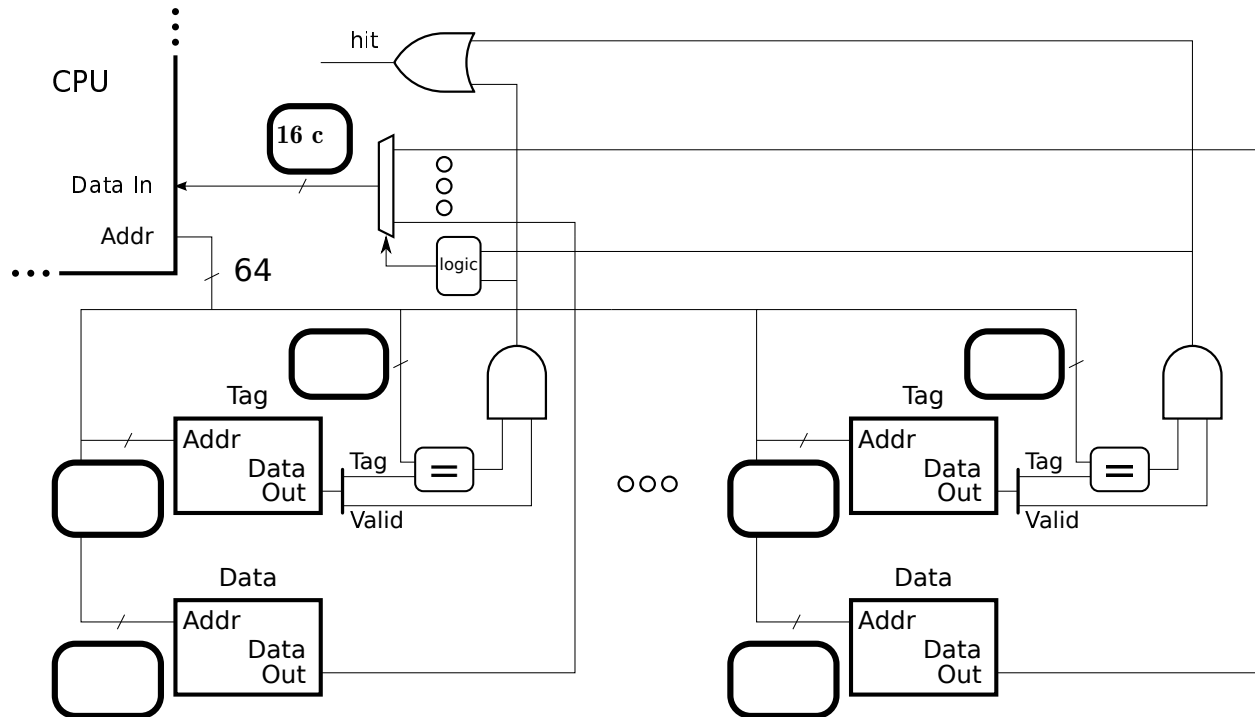 hit
CPU
16 c
Data In
Addr
logic
64
Tag
Addr
Data
Out
Tag
Valid
Data
Addr
Data
Out
Tag
Addr
Data
Out
Tag
Valid
Data
Addr
Data
Out